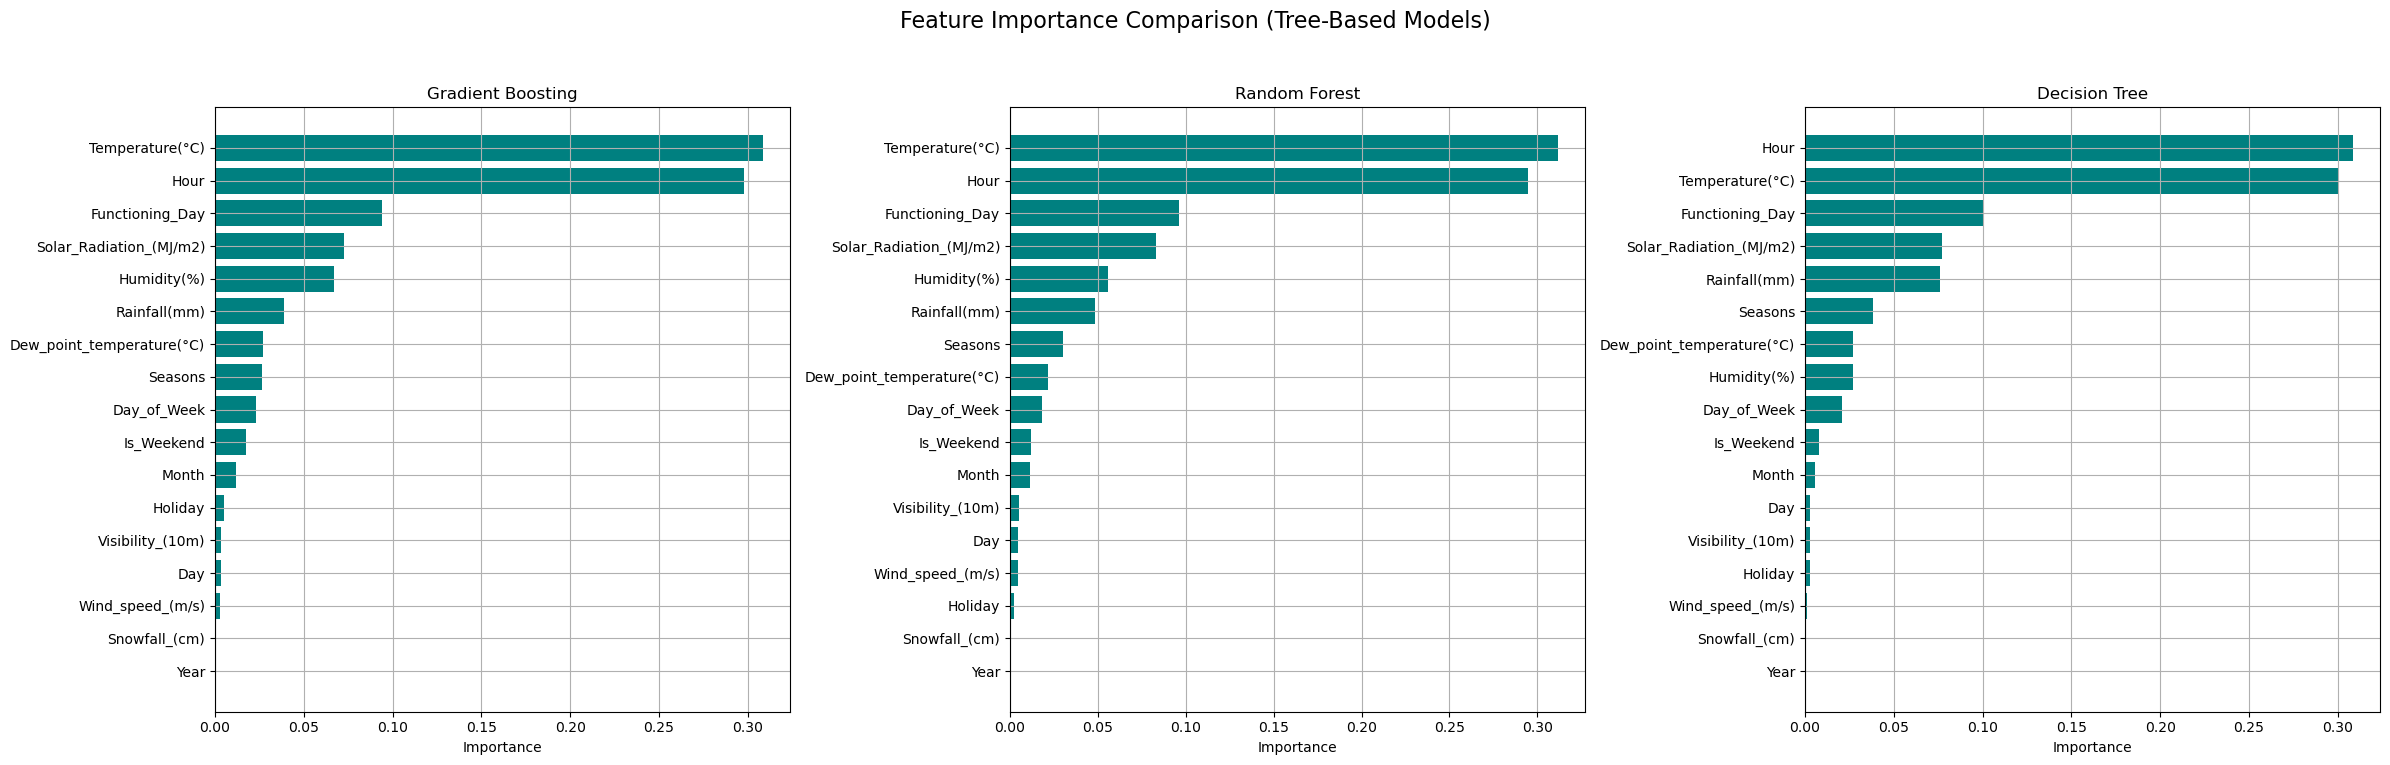 Feature Importance Comparison (Tree-Based Models)
Gradient Boosting
Temperature(°C)
Hour
Functioning_Day
Solar_Radiation_(MJ/m2)
Humidity(%)
Rainfall(mm)
Dew_point_temperature(°C)
Seasons
Day_of_Week
Is_Weekend
Month
Holiday
Visibility_(10m)
Day
Wind_speed_(m/s)
Snowfall_(cm)
Year
0.00 0.05 0.10 0.15 0.20 0.25 0.30
Importance
Random Forest
Temperature(°C)
Hour
Functioning_Day
Solar_Radiation_(MJ/m2)
Humidity(%)
Rainfall(mm)
Seasons
Dew_point_temperature(°C)
Day_of_Week
Is_Weekend
Month
Visibility_(10m)
Day
Wind_speed_(m/s)
Holiday
Snowfall_(cm)
Year
0.00 0.05 0.10 0.15 0.20 0.25 0.30
Importance
Decision Tree
Hour
Temperature(°C)
Functioning_Day
Solar_Radiation_(MJ/m2)
Rainfall(mm)
Seasons
Dew_point_temperature(°C)
Humidity(%)
Day_of_Week
Is_Weekend
Month
Day
Visibility_(10m)
Holiday
Wind_speed_(m/s)
Snowfall_(cm)
Year
0.00 0.05 0.10 0.15 0.20 0.25 0.30
Importance